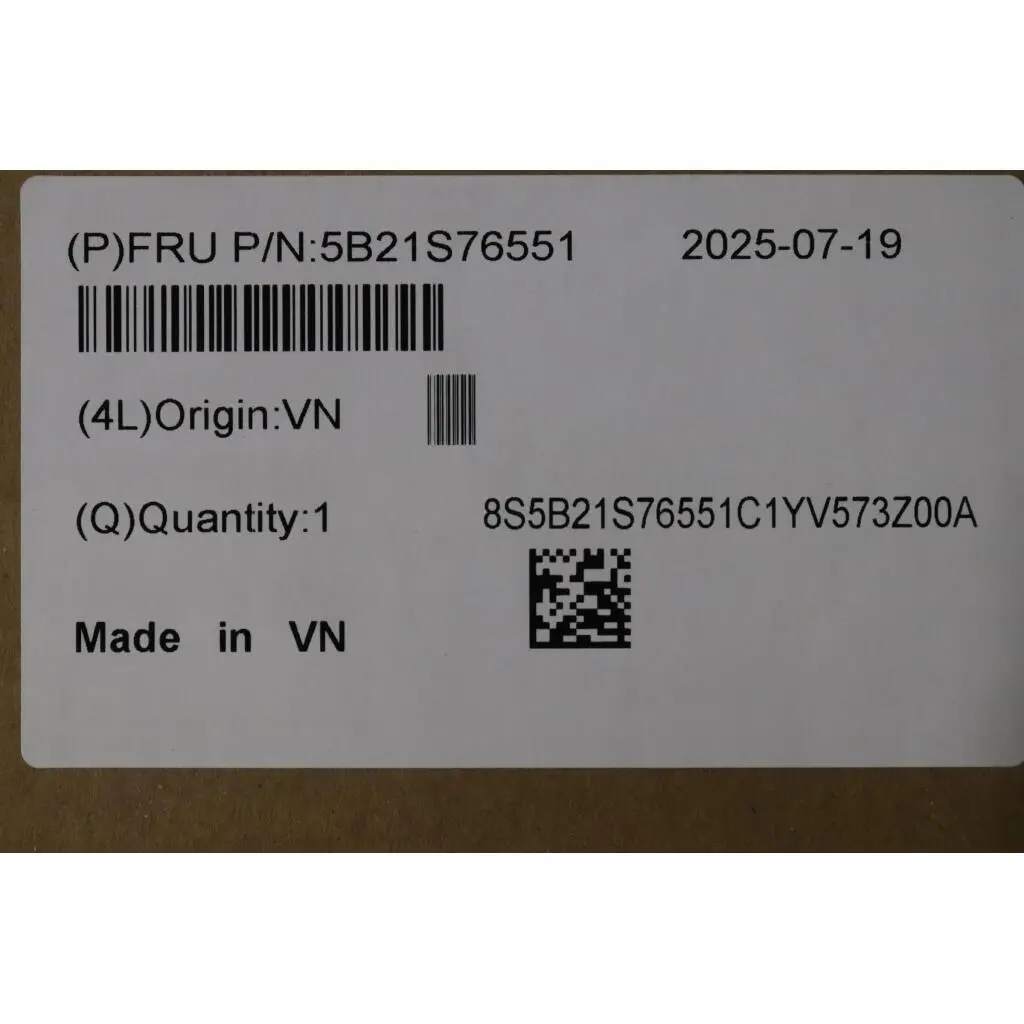 (P)FRU P/N:5B21S76551 2025-07-19
(4L)Origin:VN
(Q)Quantity:1 8S5B21S76551C1YV573Z00A
Made in VN